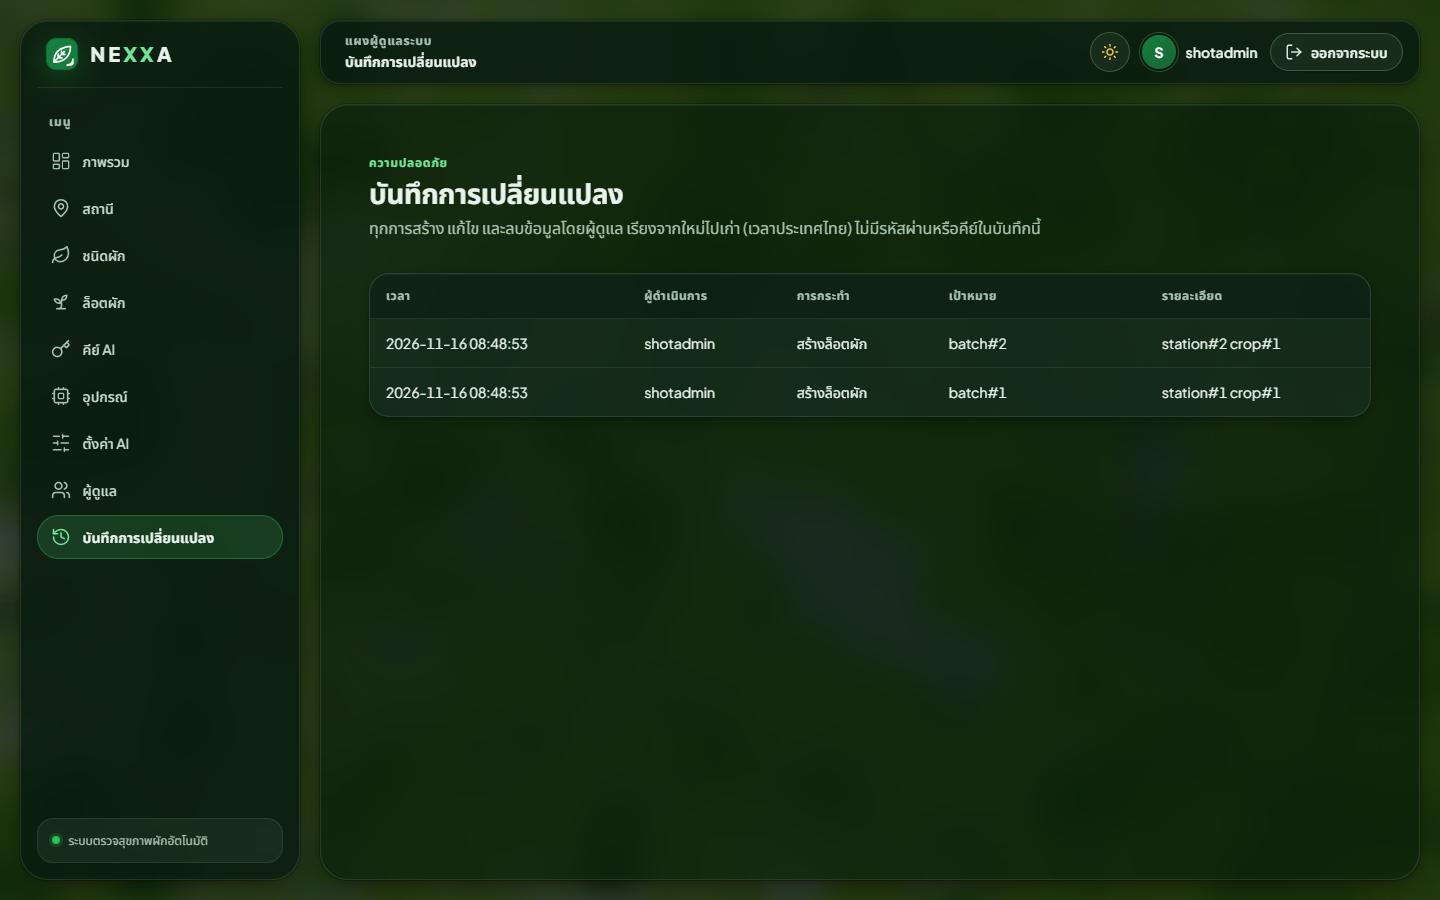 NEXXA
เมนู
ภาพรวม
สถานี
ชนิดผัก
ล็อตผัก
คีย์ AI
อุปกรณ์
ตั้งค่า AI
ผู้ดูแล
บันทึกการเปลี่ยนแปลง
ระบบตรวจสุขภาพผักอัตโนมัติ
แผงผู้ดูแลระบบ
บันทึกการเปลี่ยนแปลง
S shotadmin ออกจากระบบ
ความปลอดภัย
บันทึกการเปลี่ยนแปลง
ทุกการสร้าง แก้ไข และลบข้อมูลโดยผู้ดูแล เรียงจากใหม่ไปเก่า (เวลาประเทศไทย) ไม่มีรหัสผ่านหรือคีย์ในบันทึกนี้
เวลา ผู้ดำเนินการ การกระทำ เป้าหมาย รายละเอียด
2026-11-16 08:48:53 shotadmin สร้างล็อตผัก batch#2 station#2 crop#1
2026-11-16 08:48:53 shotadmin สร้างล็อตผัก batch#1 station#1 crop#1